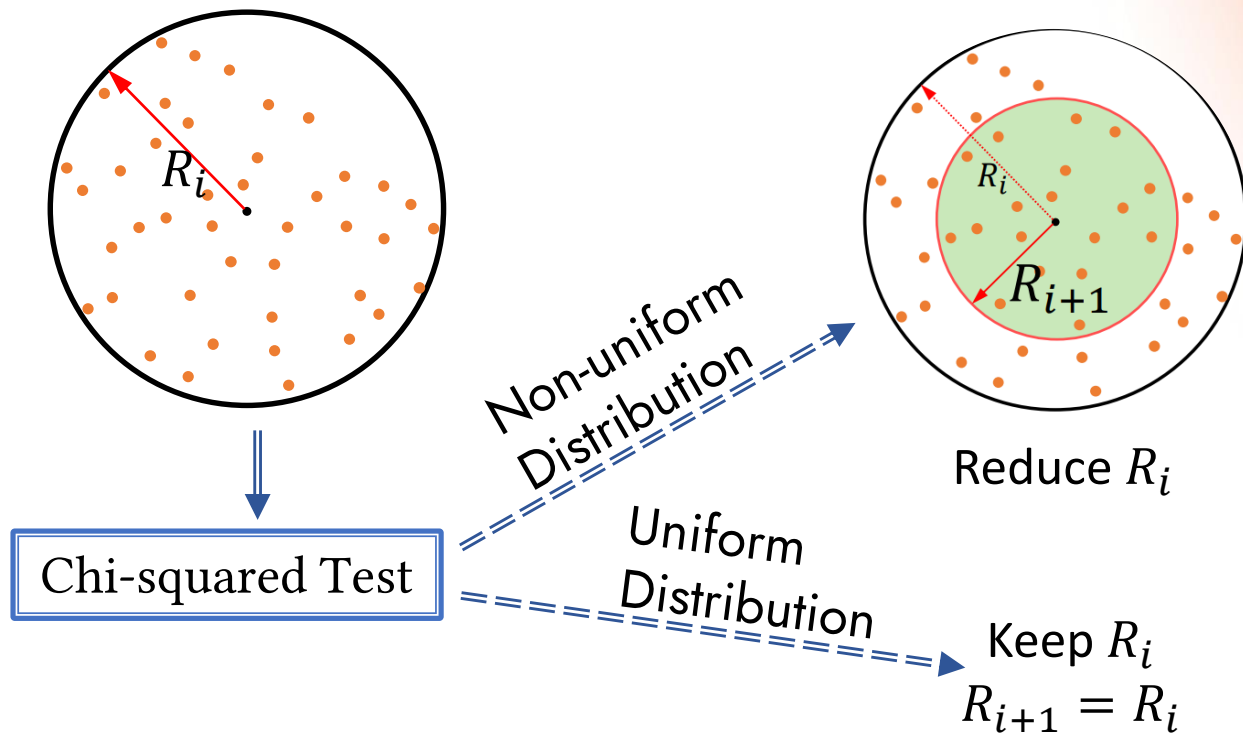 R_i
Chi-squared Test
Non-uniform
Distribution
R_i
R_{i+1}
Reduce R_i
Uniform
Distribution
Keep R_i
R_{i+1} = R_i